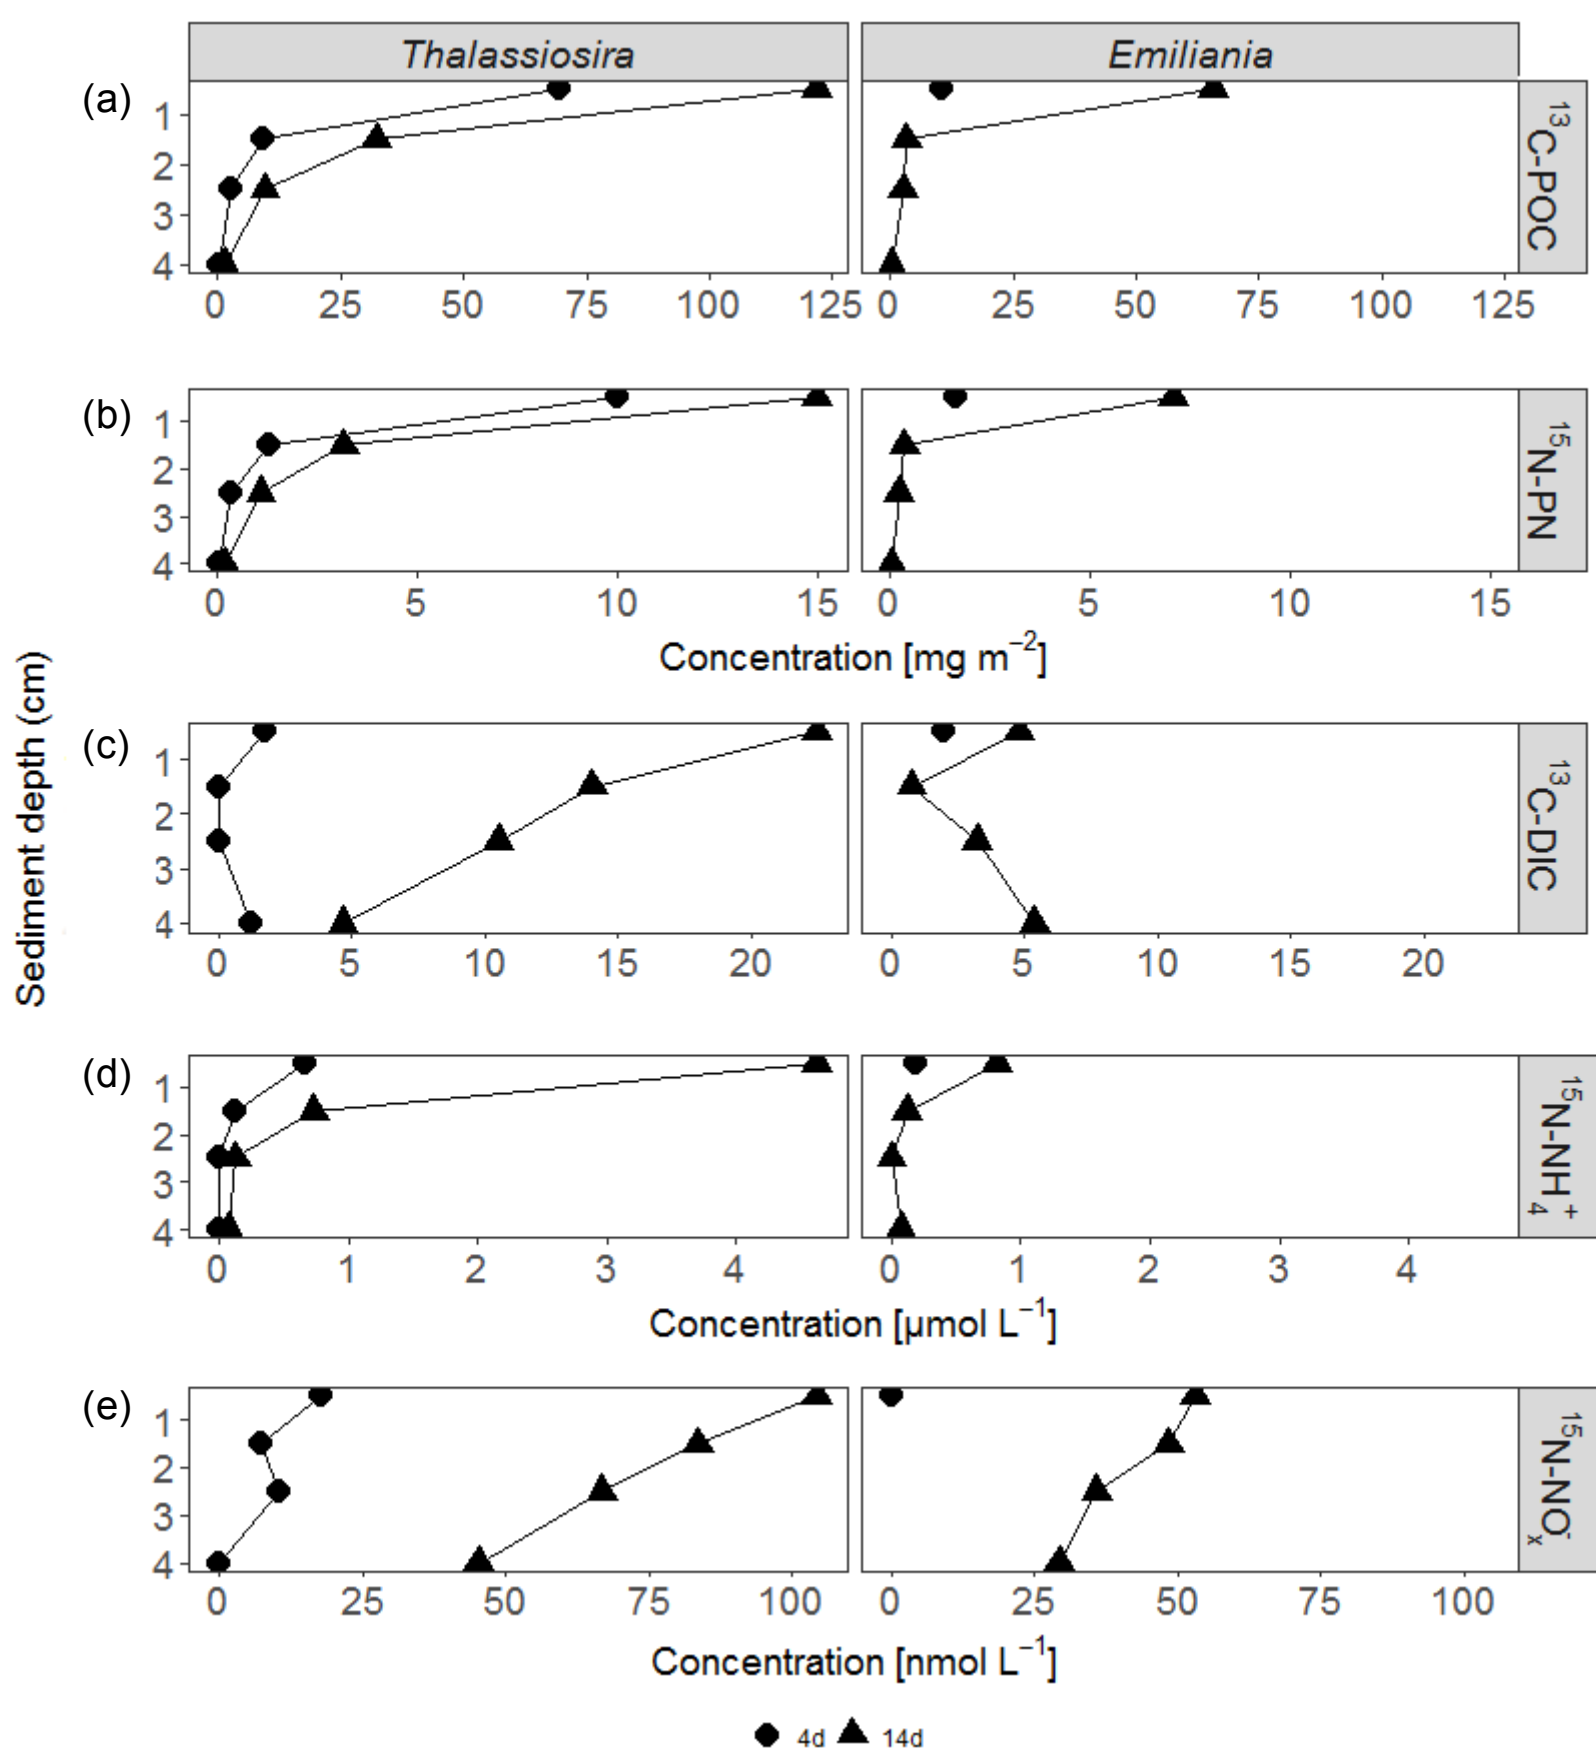 Thalassiosira Emiliania
(a)
1
2
3
4
0 25 50 75 100 125 0 25 50 75 100 125
¹³C-POC
(b)
1
2
3
4
0 5 10 15 0 5 10 15
¹⁵N-PN
Concentration [mg m⁻²]
Sediment depth (cm)
(c)
1
2
3
4
0 5 10 15 20 0 5 10 15 20
¹³C-DIC
(d)
1
2
3
4
0 1 2 3 4 0 1 2 3 4
¹⁵N-NH₄⁺
Concentration [µmol L⁻¹]
(e)
1
2
3
4
0 25 50 75 100 0 25 50 75 100
¹⁵N-NOₓ⁻
Concentration [nmol L⁻¹]
4d 14d